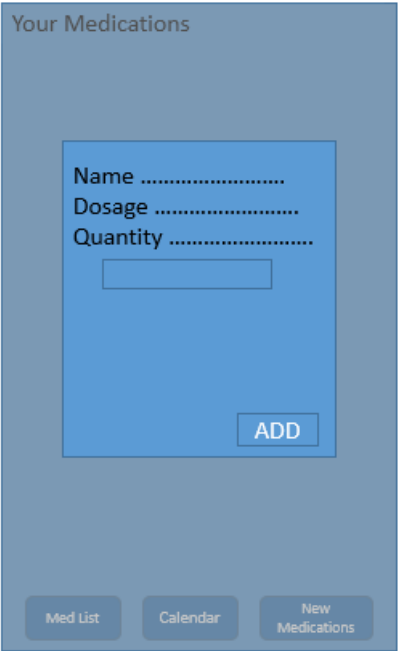 Your Medications
Name ............................
Dosage ............................
Quantity ............................
ADD
Med List
Calendar
New
Medications